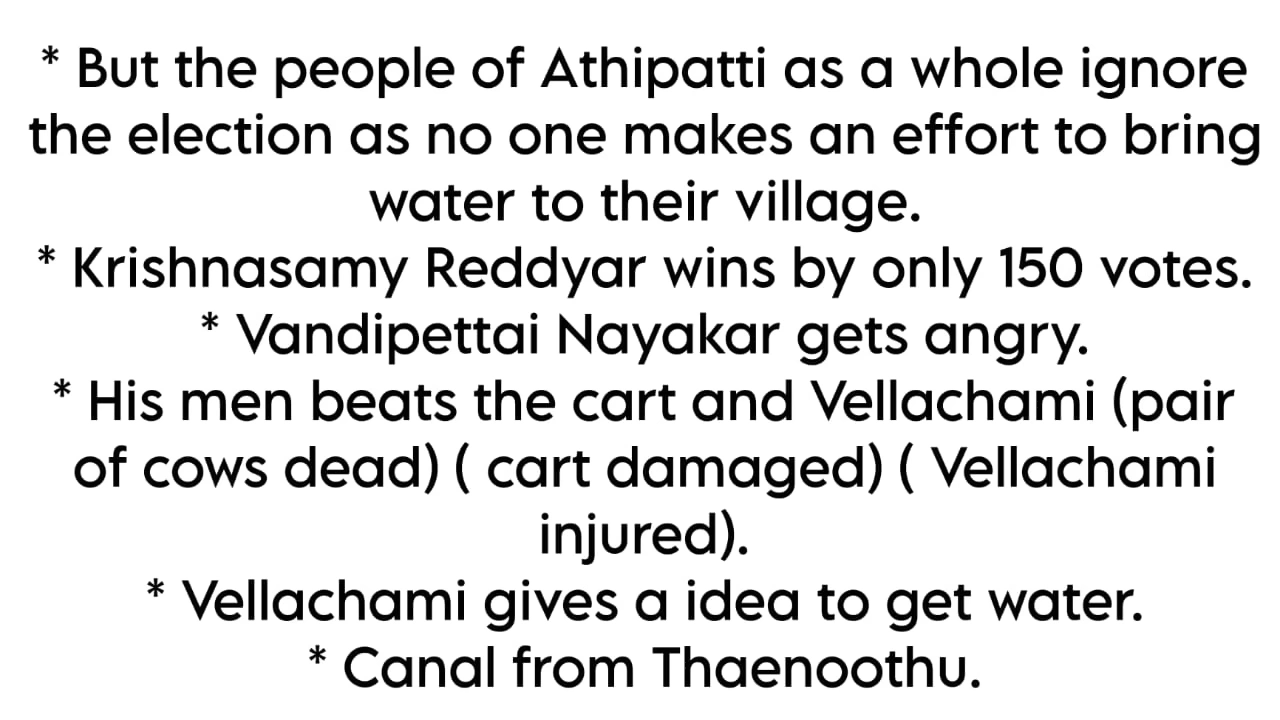 * But the people of Athipatti as a whole ignore
the election as no one makes an effort to bring
water to their village.
* Krishnasamy Reddyar wins by only 150 votes.
* Vandipettai Nayakar gets angry.
* His men beats the cart and Vellachami (pair
of cows dead) ( cart damaged) ( Vellachami
injured).
* Vellachami gives a idea to get water.
* Canal from Thaenoothu.